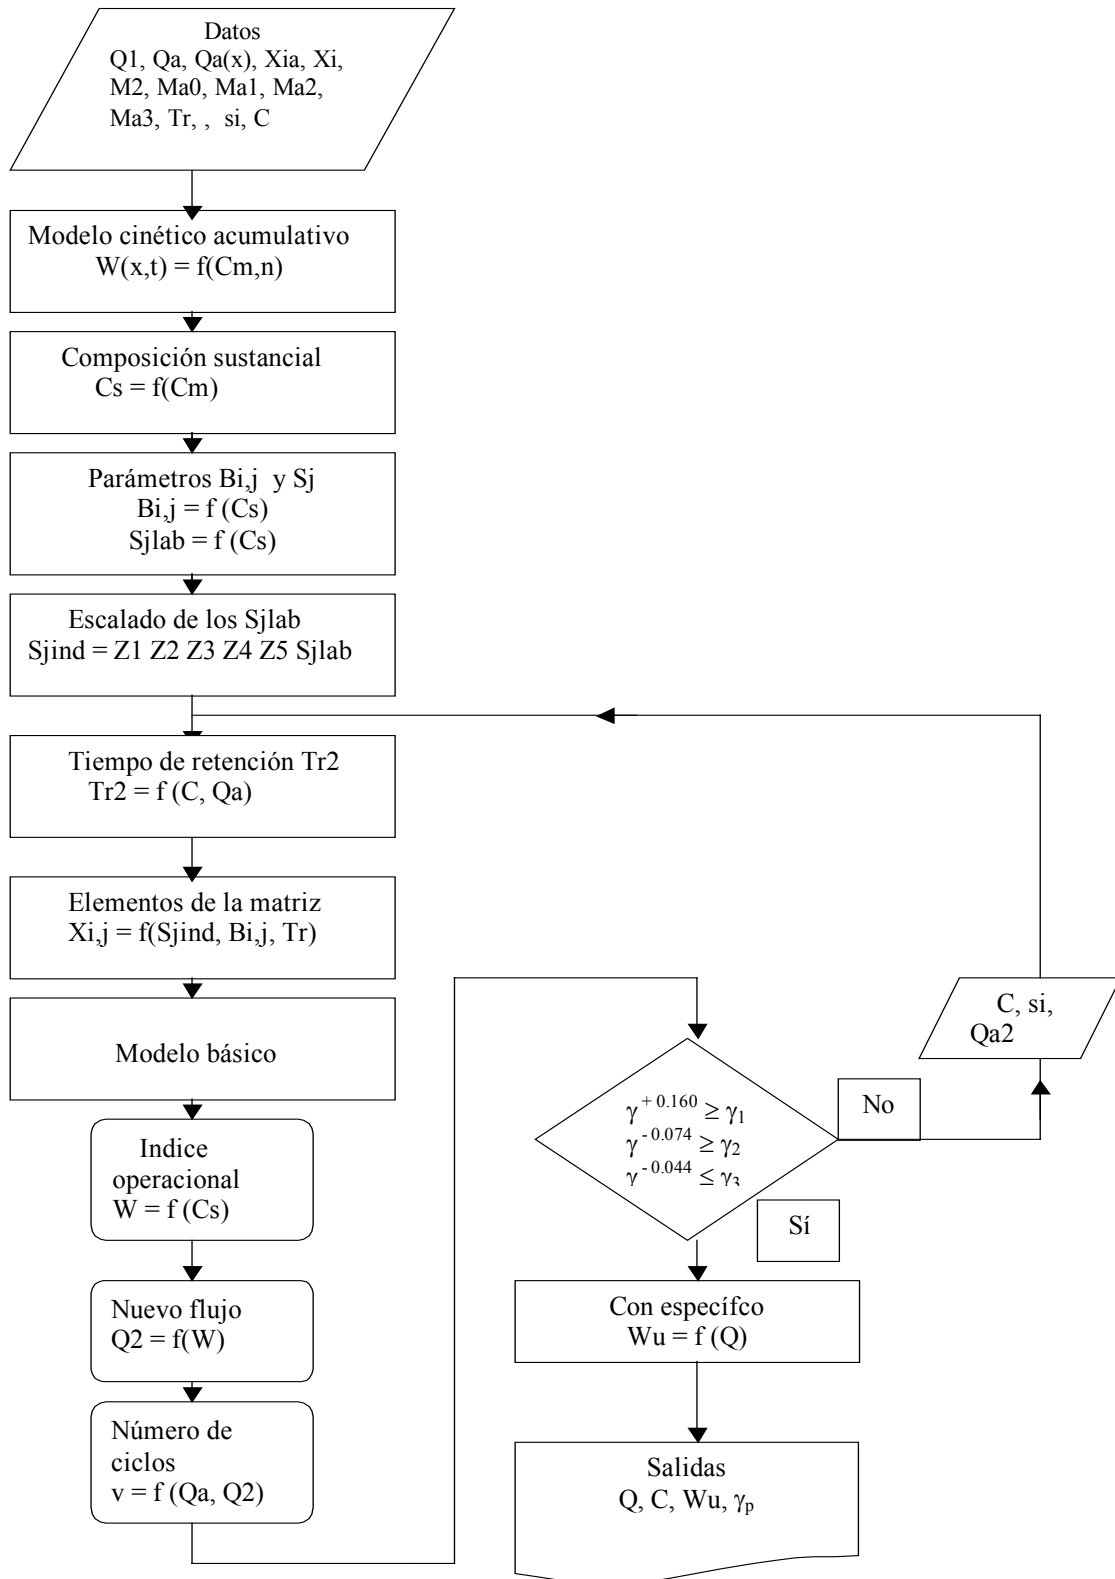 Datos
Q1, Qa, Qa(x), Xia, Xi,
M2, Ma0, Ma1, Ma2,
Ma3, Tr, , si, C
Modelo cinético acumulativo
W(x,t) = f(Cm,n)
Composición sustancial
Cs = f(Cm)
Parámetros Bi,j y Sj
Bi,j = f (Cs)
Sjlab = f (Cs)
Escalado de los Sjlab
Sjind = Z1 Z2 Z3 Z4 Z5 Sjlab
Tiempo de retención Tr2
Tr2 = f (C, Qa)
Elementos de la matriz
Xi,j = f(Sjind, Bi,j, Tr)
Modelo básico
Indice
operacional
W = f (Cs)
Nuevo flujo
Q2 = f(W)
Número de
ciclos
v = f (Qa, Q2)
γ^{+ 0.160} ≥ γ₁
γ^{- 0.074} ≥ γ₂
γ^{- 0.044} ≤ γ₃
No
C, si,
Qa2
Sí
Con específco
Wu = f (Q)
Salidas
Q, C, Wu, γₚ